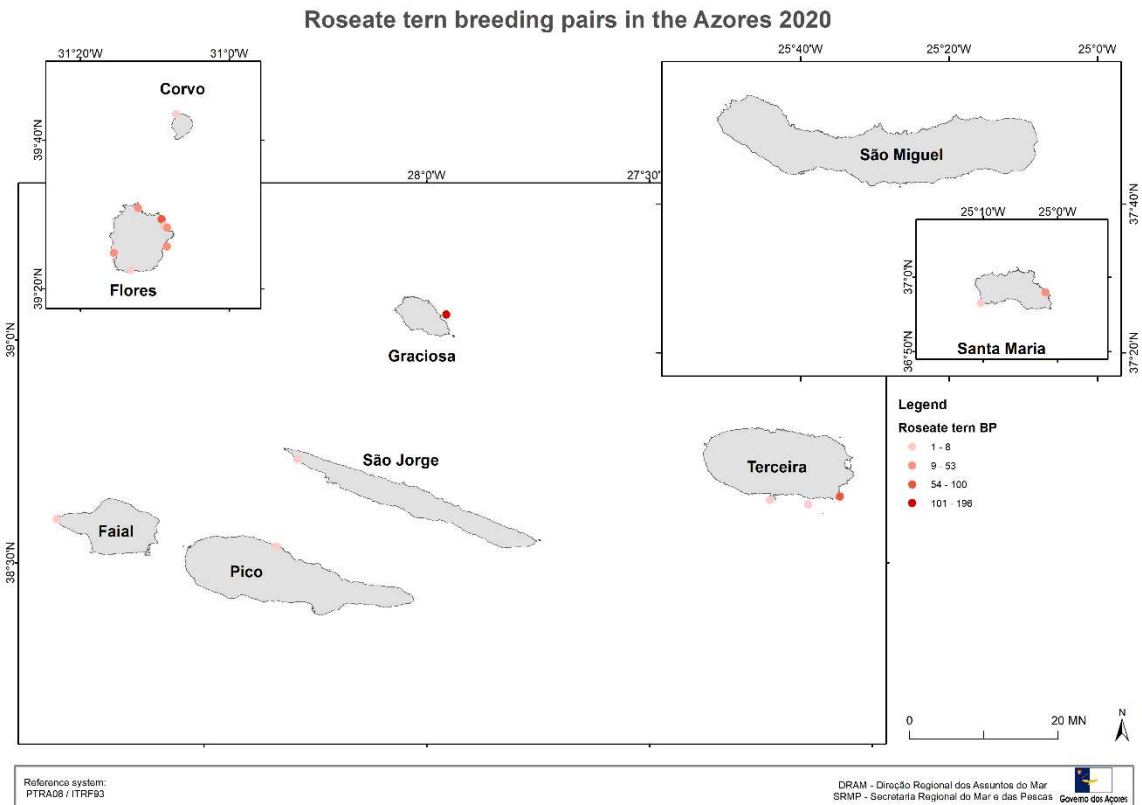 Roseate tern breeding pairs in the Azores 2020
31°20'W
31°0'W
25°40'W
25°20'W
25°0'W
Corvo
39°40'N
São Miguel
28°0'W
27°30
37°40'N
25°10'W
25°0'W
37°0'N
Flores
39°20'N
39°0'N
Graciosa
Santa Maria
36°50'N
37°20'N
Legend
Roseate tern BP
1 - 8
9 - 53
54 - 100
101 - 196
São Jorge
Terceira
Faial
38°30'N
Pico
0
20 MN
N
Reference system:
PTRA08 / ITRF93
DRAM - Direção Regional dos Assuntos do Mar
SRMP - Secretaria Regional do Mar e das Pescas
Governo dos Açores